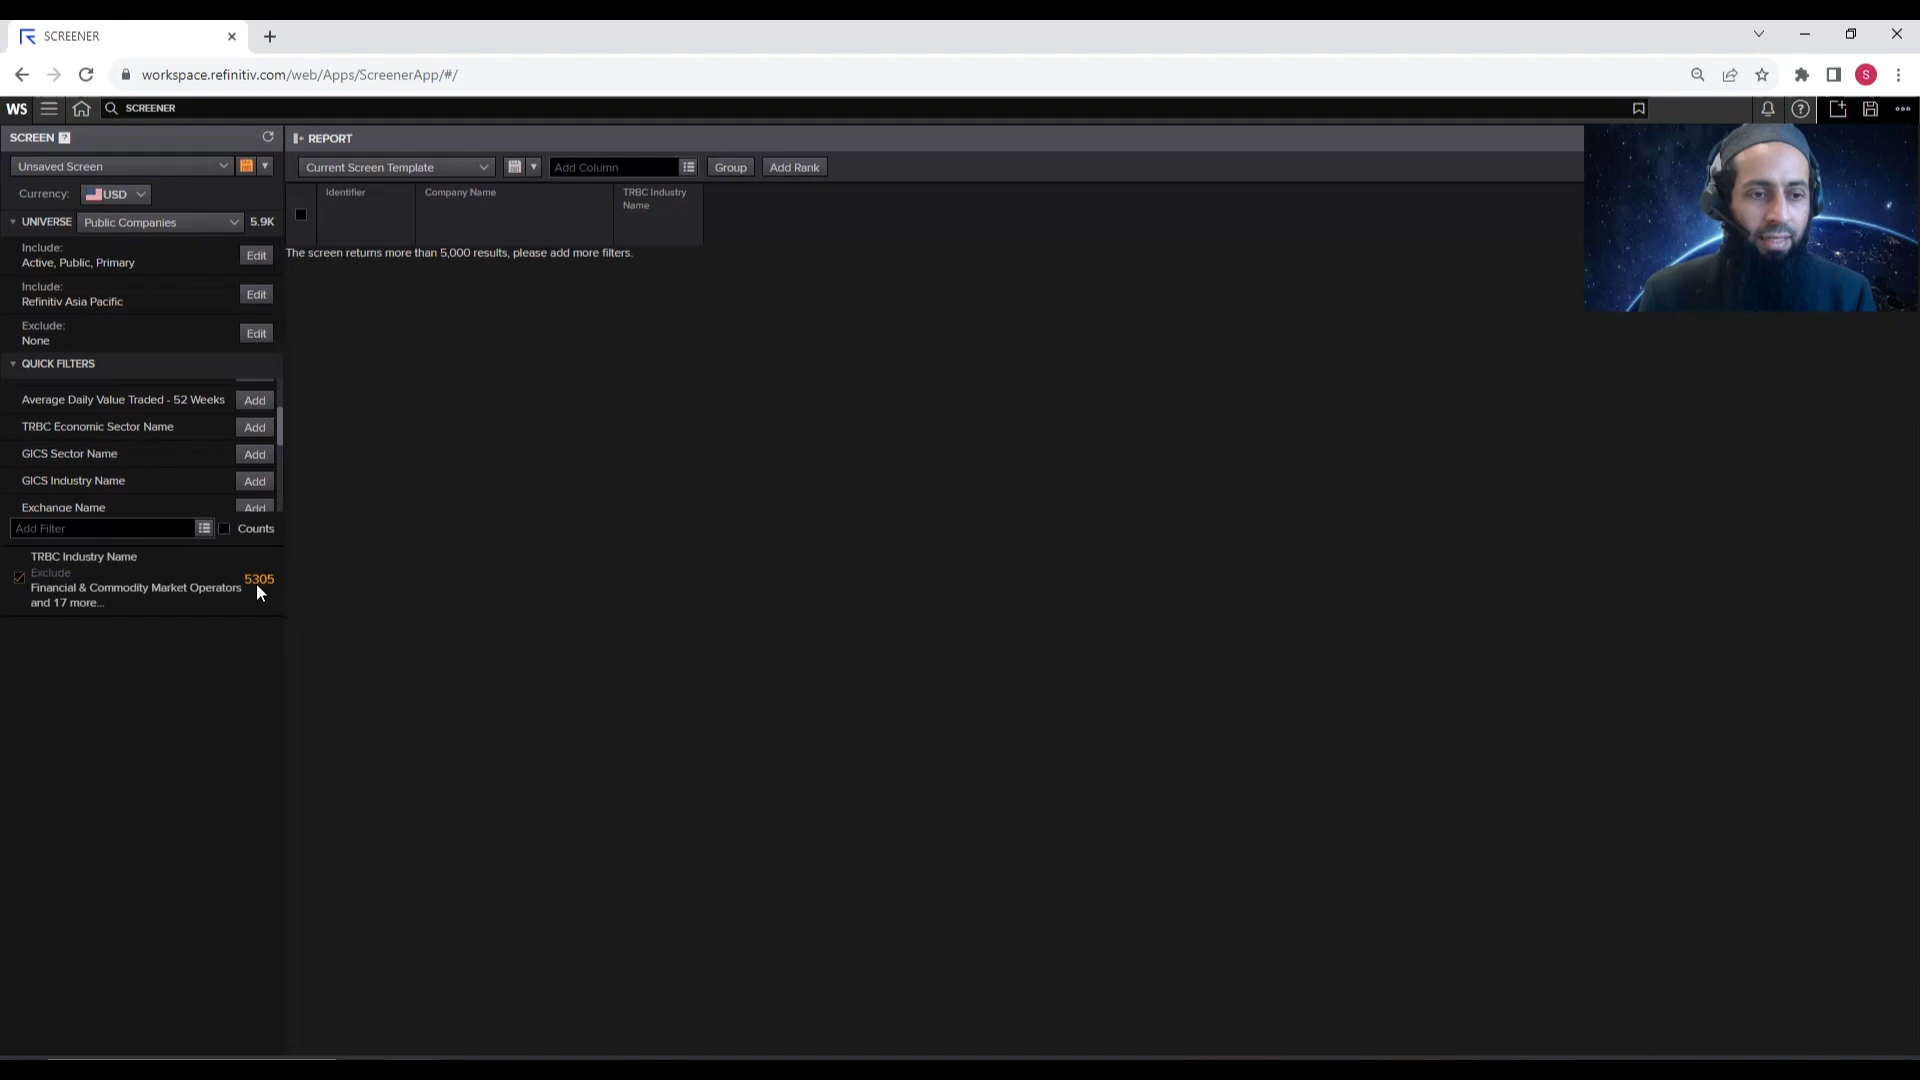 SCREENER
workspace.refinitiv.com/web/Apps/ScreenerApp/#/
S
WS
SCREENER
SCREEN ?
REPORT
Unsaved Screen
Current Screen Template
Add Column
Group
Add Rank
Currency:
USD
Identifier
Company Name
TRBC Industry
Name
UNIVERSE
Public Companies
5.9K
The screen returns more than 5,000 results, please add more filters.
Include:
Active, Public, Primary
Edit
Include:
Refinitiv Asia Pacific
Edit
Exclude:
None
Edit
QUICK FILTERS
Average Daily Value Traded - 52 Weeks
Add
TRBC Economic Sector Name
Add
GICS Sector Name
Add
GICS Industry Name
Add
Exchange Name
Add
Add Filter
Counts
TRBC Industry Name
Exclude
Financial & Commodity Market Operators
and 17 more...
5305